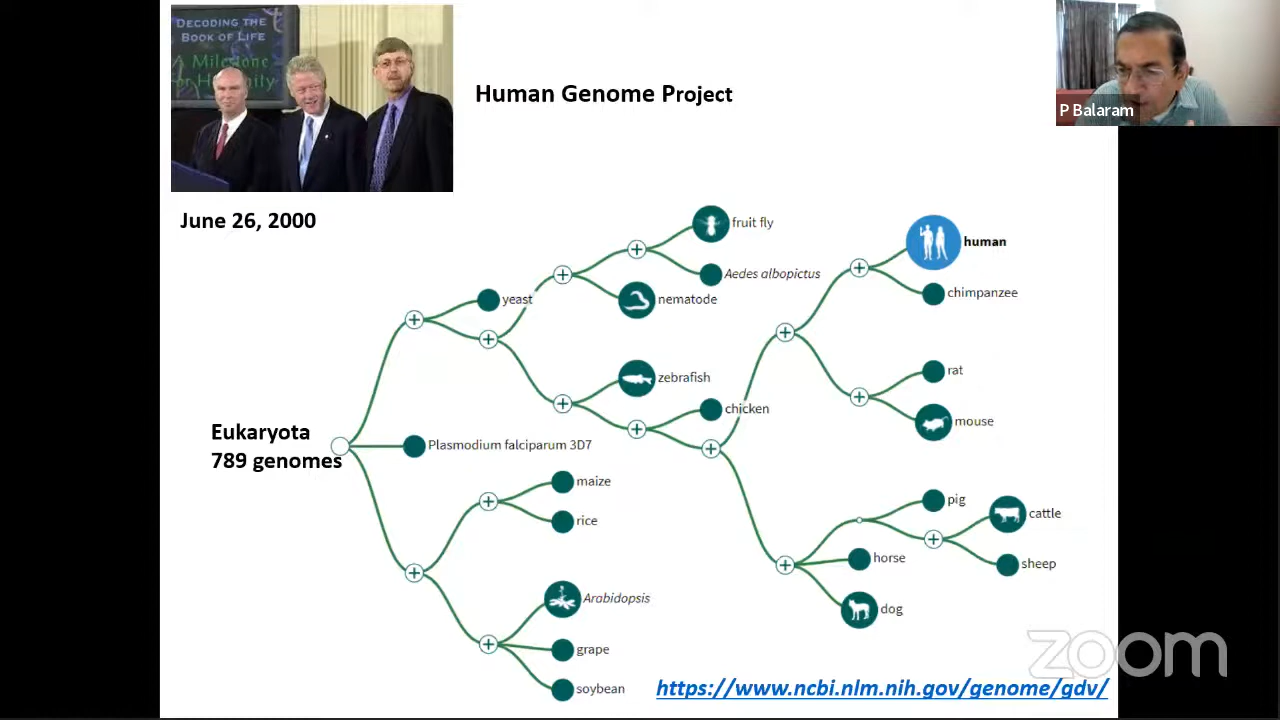 DECODING THE
BOOK OF LIFE
A Milestone
Human Genome Project
P Balaram
June 26, 2000
fruit fly
human
Aedes albopictus
chimpanzee
yeast
nematode
zebrafish
rat
chicken
mouse
Eukaryota
789 genomes
Plasmodium falciparum 3D7
maize
rice
pig
cattle
horse
sheep
Arabidopsis
dog
grape
soybean
zoom
https://www.ncbi.nlm.nih.gov/genome/gdv/